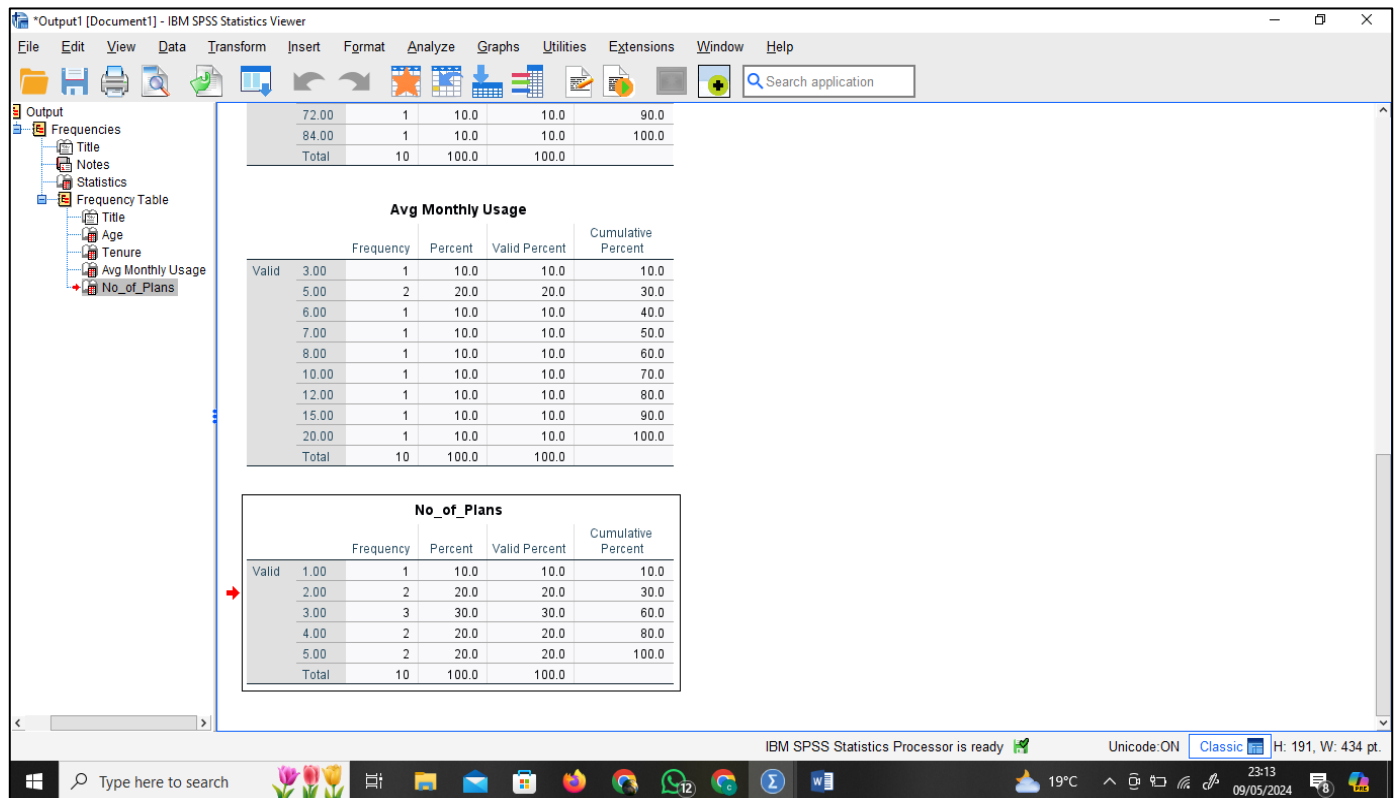 *Output1 [Document1] - IBM SPSS Statistics Viewer
File Edit View Data Transform Insert Format Analyze Graphs Utilities Extensions Window Help
Search application
Output
Frequencies
Title
Notes
Statistics
Frequency Table
Title
Age
Tenure
Avg Monthly Usage
No_of_Plans
72.00 1 10.0 10.0 90.0
84.00 1 10.0 10.0 100.0
Total 10 100.0 100.0
Avg Monthly Usage
Frequency Percent Valid Percent Cumulative Percent
Valid 3.00 1 10.0 10.0 10.0
5.00 2 20.0 20.0 30.0
6.00 1 10.0 10.0 40.0
7.00 1 10.0 10.0 50.0
8.00 1 10.0 10.0 60.0
10.00 1 10.0 10.0 70.0
12.00 1 10.0 10.0 80.0
15.00 1 10.0 10.0 90.0
20.00 1 10.0 10.0 100.0
Total 10 100.0 100.0
No_of_Plans
Frequency Percent Valid Percent Cumulative Percent
Valid 1.00 1 10.0 10.0 10.0
2.00 2 20.0 20.0 30.0
3.00 3 30.0 30.0 60.0
4.00 2 20.0 20.0 80.0
5.00 2 20.0 20.0 100.0
Total 10 100.0 100.0
IBM SPSS Statistics Processor is ready Unicode:ON Classic H: 191, W: 434 pt.
Type here to search 12 19°C 23:13 8
09/05/2024